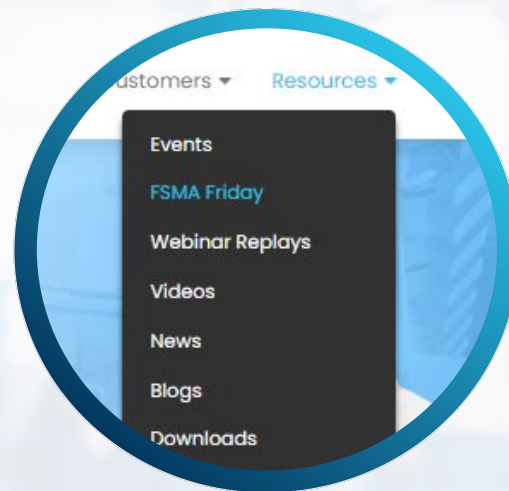 ustomers Resources
Events
FSMA Friday
Webinar Replays
Videos
News
Blogs
Downloads